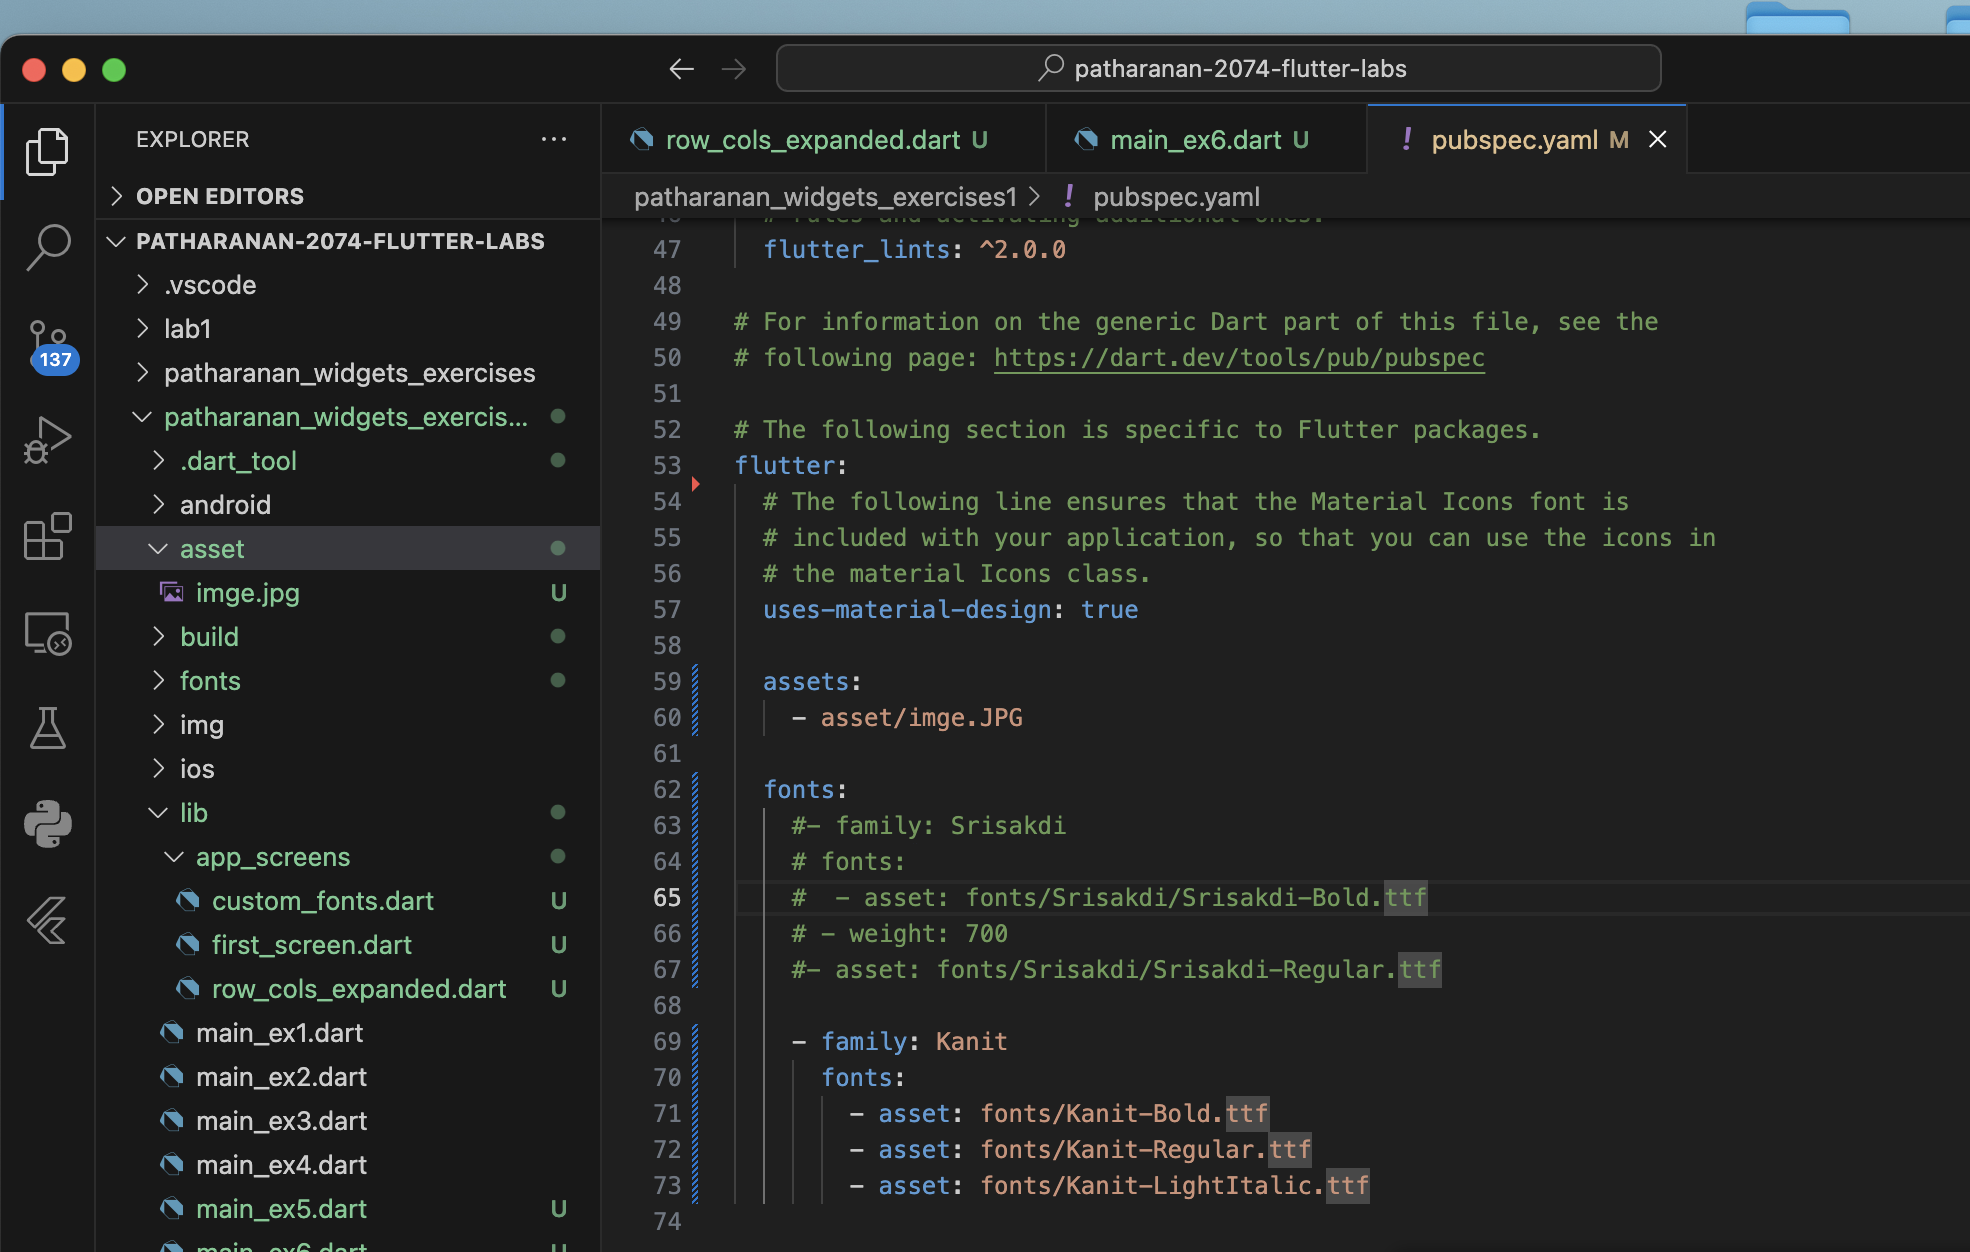 patharanan-2074-flutter-labs
EXPLORER
row_cols_expanded.dart U
main_ex6.dart U
! pubspec.yaml M
OPEN EDITORS
patharanan_widgets_exercises1 > ! pubspec.yaml
PATHARANAN-2074-FLUTTER-LABS
.vscode
lab1
137
patharanan_widgets_exercises
patharanan_widgets_exercis...
.dart_tool
android
asset
imge.jpg U
build
fonts
img
ios
lib
app_screens
custom_fonts.dart U
first_screen.dart U
row_cols_expanded.dart U
main_ex1.dart
main_ex2.dart
main_ex3.dart
main_ex4.dart
main_ex5.dart U
main_ex6.dart U
46 # rules and activating additional ones.
47 flutter_lints: ^2.0.0
48
49 # For information on the generic Dart part of this file, see the
50 # following page: https://dart.dev/tools/pub/pubspec
51
52 # The following section is specific to Flutter packages.
53 flutter:
54 # The following line ensures that the Material Icons font is
55 # included with your application, so that you can use the icons in
56 # the material Icons class.
57 uses-material-design: true
58
59 assets:
60 - asset/imge.JPG
61
62 fonts:
63 #- family: Srisakdi
64 # fonts:
65 #  - asset: fonts/Srisakdi/Srisakdi-Bold.ttf
66 # - weight: 700
67 #- asset: fonts/Srisakdi/Srisakdi-Regular.ttf
68
69 - family: Kanit
70 fonts:
71 - asset: fonts/Kanit-Bold.ttf
72 - asset: fonts/Kanit-Regular.ttf
73 - asset: fonts/Kanit-LightItalic.ttf
74